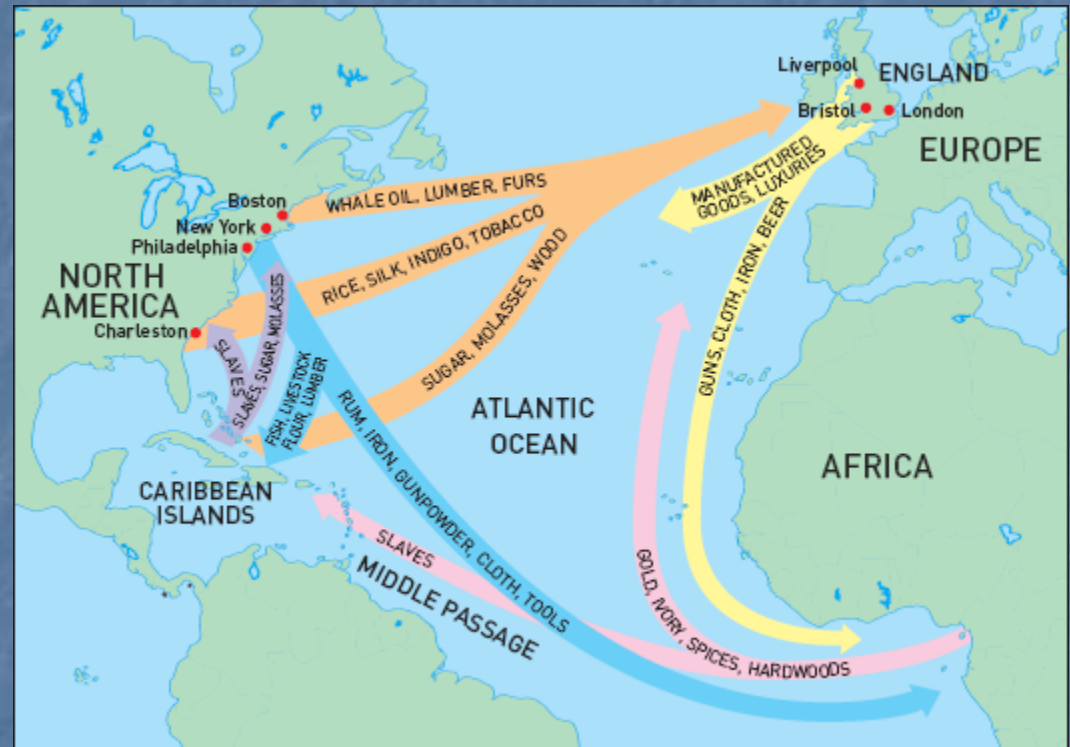 Liverpool
ENGLAND
Bristol
London
EUROPE
MANUFACTURED
GOODS, LUXURIES
WHALE OIL, LUMBER, FURS
Boston
New York
Philadelphia
NORTH
AMERICA
RICE, SILK, INDIGO, TOBACCO
GUNS, CLOTH, IRON, BEER
SLAVES, SUGAR, MOLASSES
SUGAR, MOLASSES, WOOD
Charleston
SLAVES
FISH, LIVESTOCK
FLOUR, LUMBER
RUM, IRON, GUNPOWDER, CLOTH, TOOLS
ATLANTIC
OCEAN
AFRICA
CARIBBEAN
ISLANDS
SLAVES
MIDDLE PASSAGE
GOLD, IVORY, SPICES, HARDWOODS